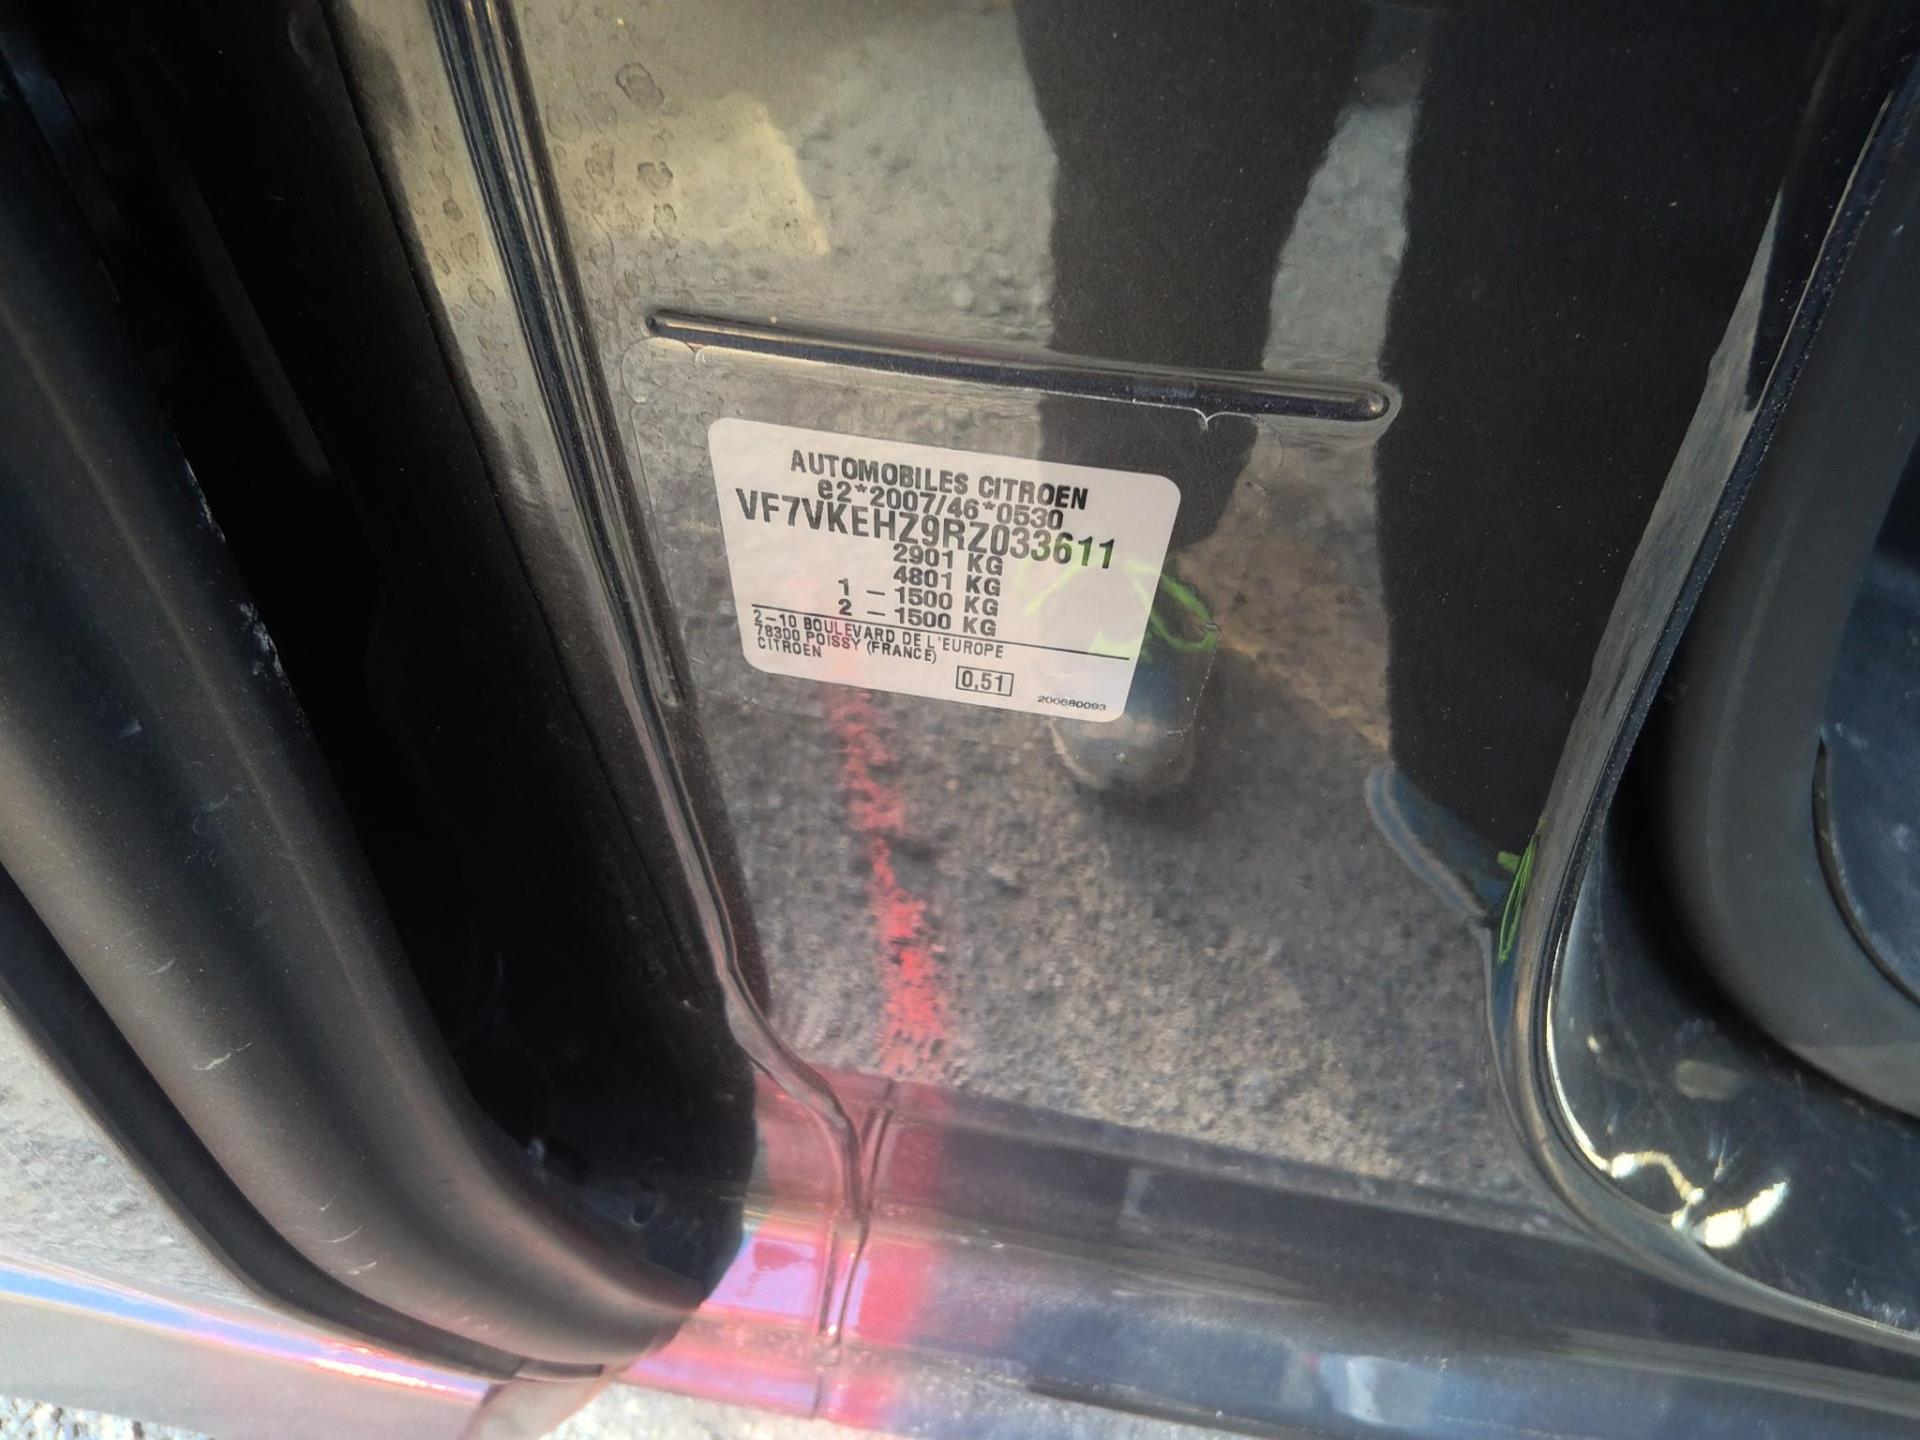 AUTOMOBILES CITROEN
e2*2007/46*0530
VF7VKEHZ9RZ033611
2901 KG
4801 KG
1 – 1500 KG
2 – 1500 KG
2–10 BOULEVARD DE L'EUROPE
78300 POISSY (FRANCE)
CITROEN
0,51
200680093